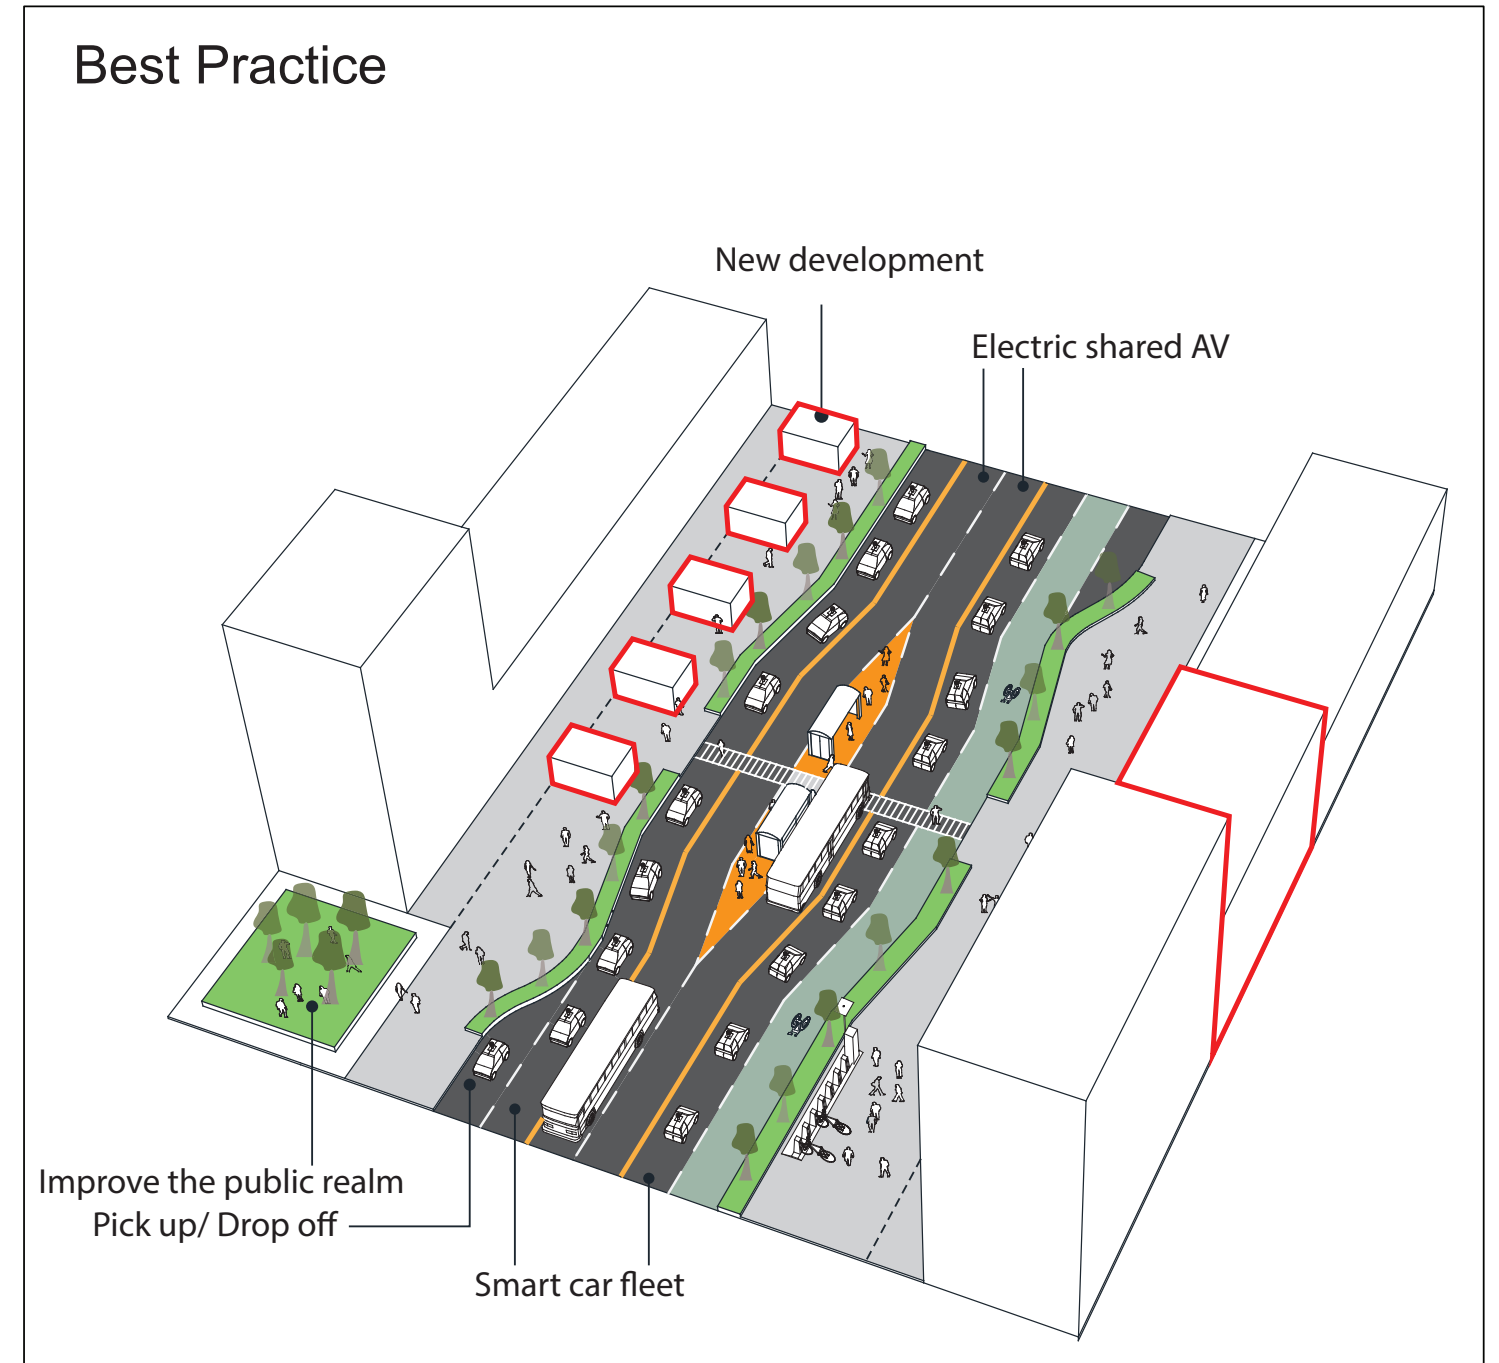 Best Practice
New development
Electric shared AV
Improve the public realm
Pick up/ Drop off
Smart car fleet